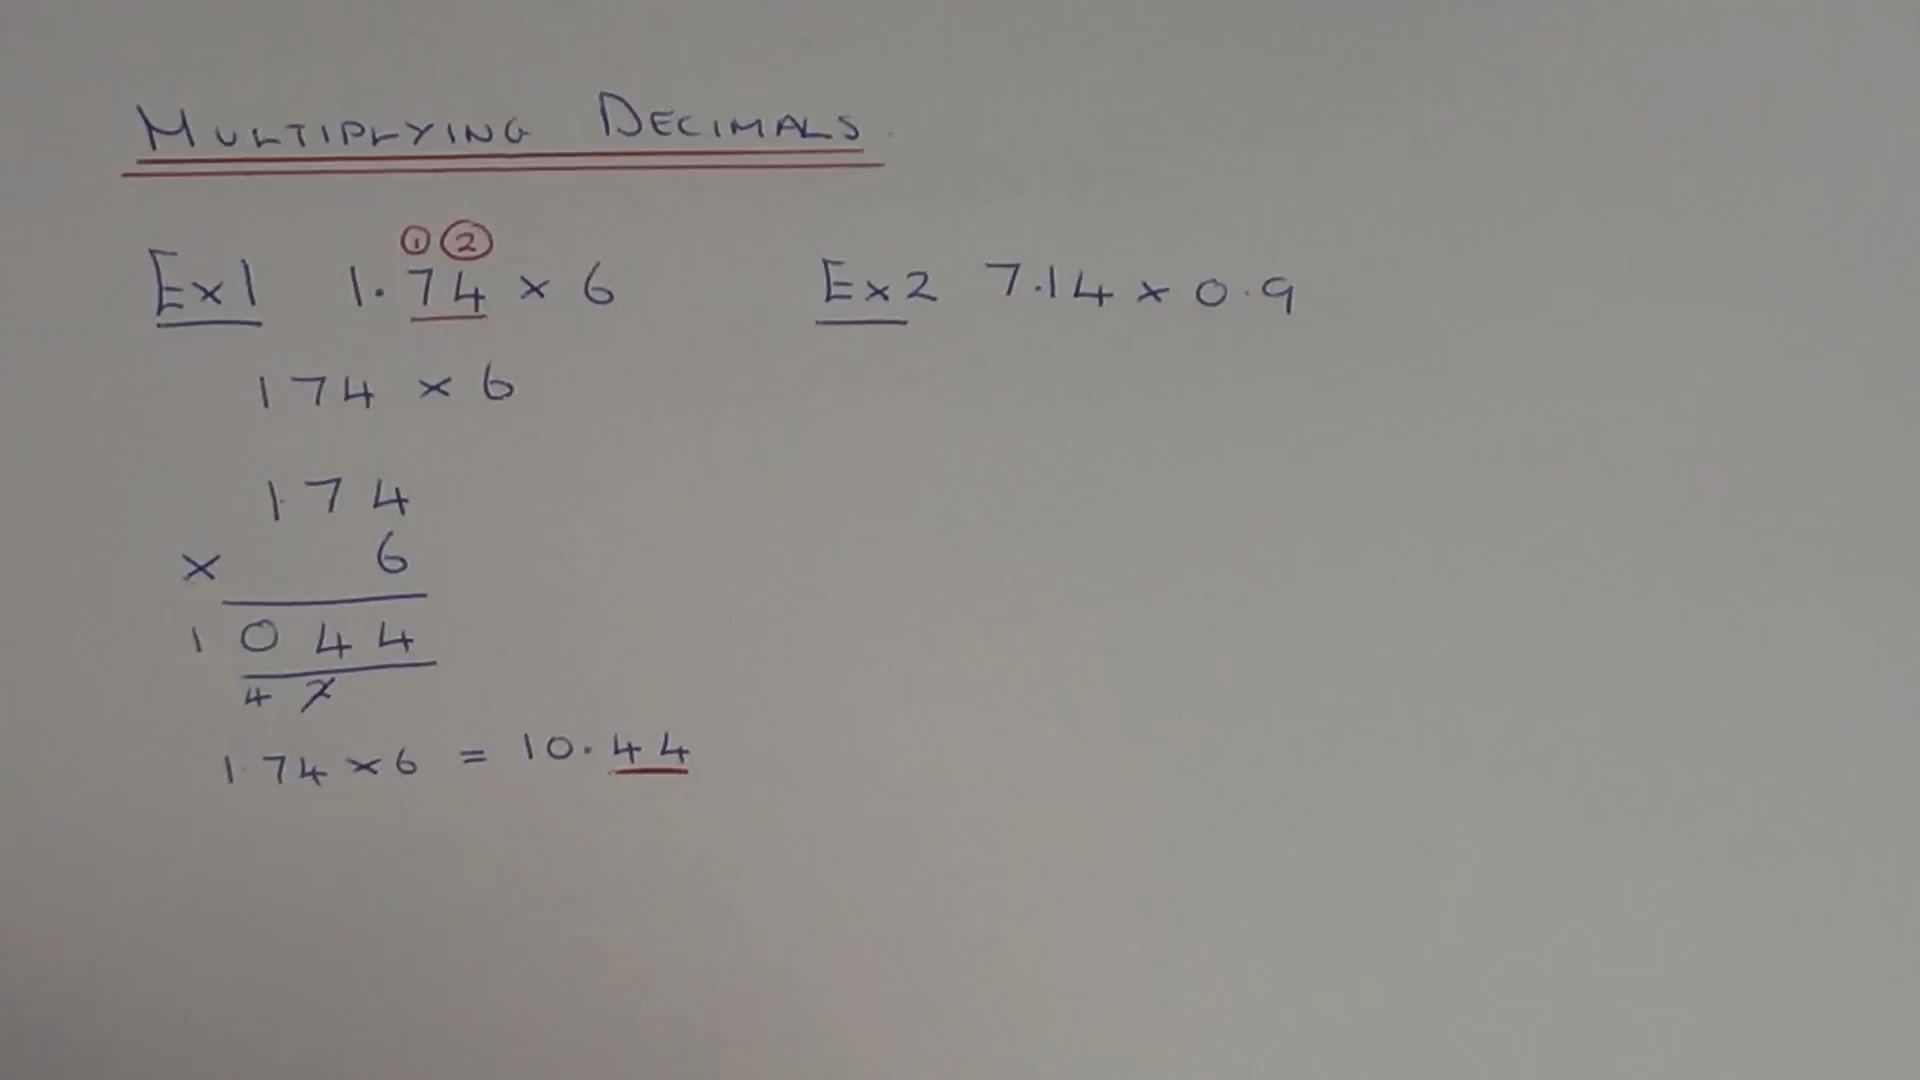 MULTIPLYING DECIMALS
① ②
Ex1 1.74 × 6
174 × 6
174
× 6
1044
4 2
1.74 × 6 = 10.44
Ex2 7.14 × 0.9